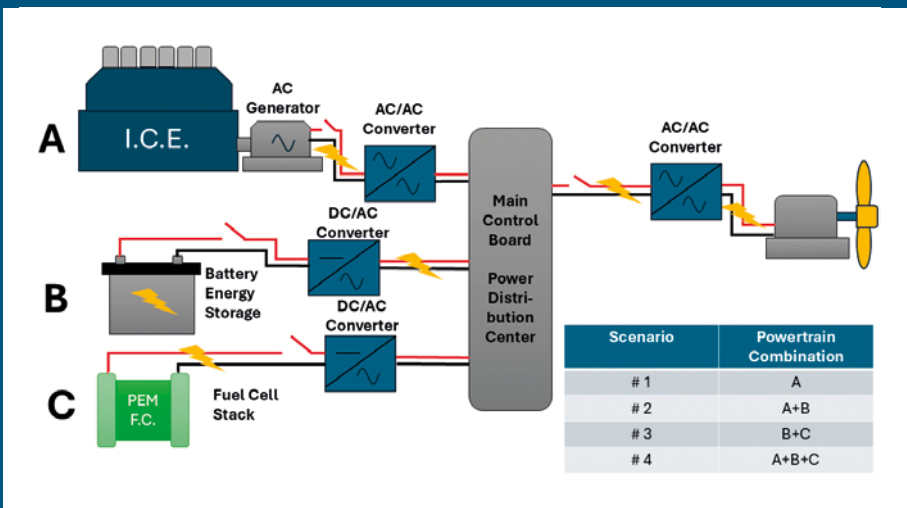 A
I.C.E.
AC
Generator
AC/AC
Converter
B
Battery
Energy
Storage
DC/AC
Converter
C
PEM
F.C.
Fuel Cell
Stack
DC/AC
Converter
Main
Control
Board
Power
Distri-
bution
Center
AC/AC
Converter
Scenario Powertrain
Combination
# 1 A
# 2 A+B
# 3 B+C
# 4 A+B+C